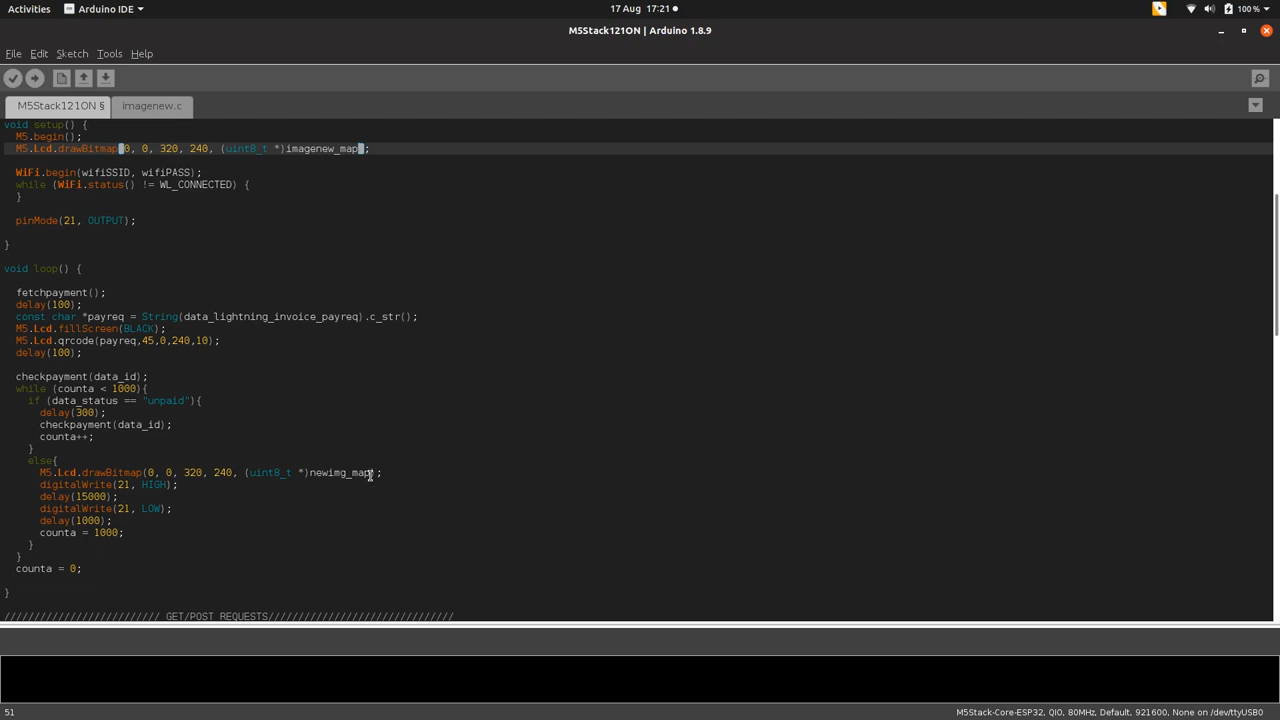 Activities Arduino IDE 17 Aug 17:21 100%
M5Stack121ON | Arduino 1.8.9
File Edit Sketch Tools Help
M5Stack121ON § imagenew.c
void setup() {
M5.begin();
M5.Lcd.drawBitmap(0, 0, 320, 240, (uint8_t *)imagenew_map);
WiFi.begin(wifiSSID, wifiPASS);
while (WiFi.status() != WL_CONNECTED) {
}
pinMode(21, OUTPUT);
}
void loop() {
fetchpayment();
delay(100);
const char *payreq = String(data_lightning_invoice_payreq).c_str();
M5.Lcd.fillScreen(BLACK);
M5.Lcd.qrcode(payreq,45,0,240,10);
delay(100);
checkpayment(data_id);
while (counta < 1000){
if (data_status == "unpaid"){
delay(300);
checkpayment(data_id);
counta++;
}
else{
M5.Lcd.drawBitmap(0, 0, 320, 240, (uint8_t *)newimg_map);
digitalWrite(21, HIGH);
delay(15000);
digitalWrite(21, LOW);
delay(1000);
counta = 1000;
}
}
counta = 0;
}
////////////////////////// GET/POST REQUESTS///////////////////////////////
51 M5Stack-Core-ESP32, QIO, 80MHz, Default, 921600, None on /dev/ttyUSB0